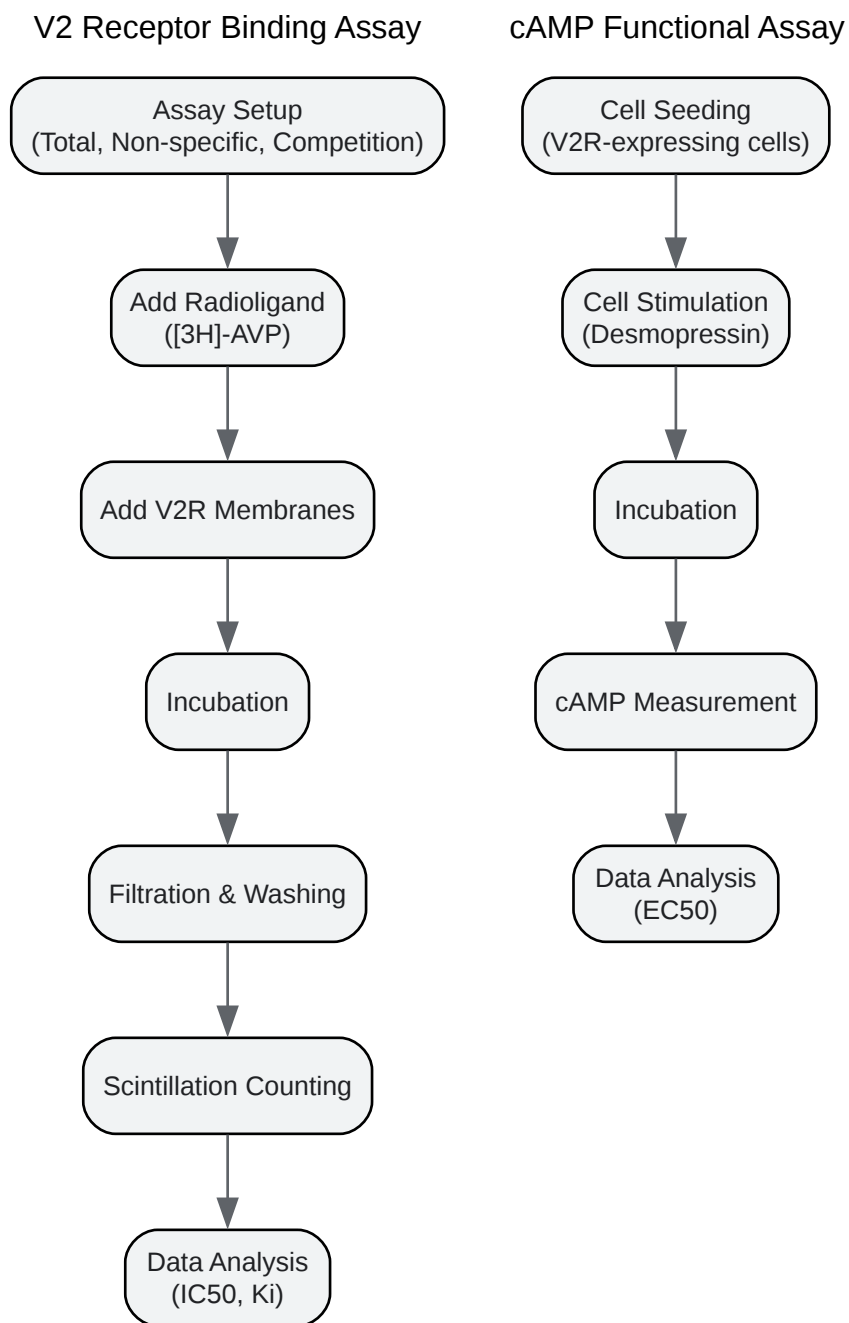 V2 Receptor Binding Assay
Assay Setup
(Total, Non-specific, Competition)
Add Radioligand
([3H]-AVP)
Add V2R Membranes
Incubation
Filtration & Washing
Scintillation Counting
Data Analysis
(IC50, Ki)
cAMP Functional Assay
Cell Seeding
(V2R-expressing cells)
Cell Stimulation
(Desmopressin)
Incubation
cAMP Measurement
Data Analysis
(EC50)